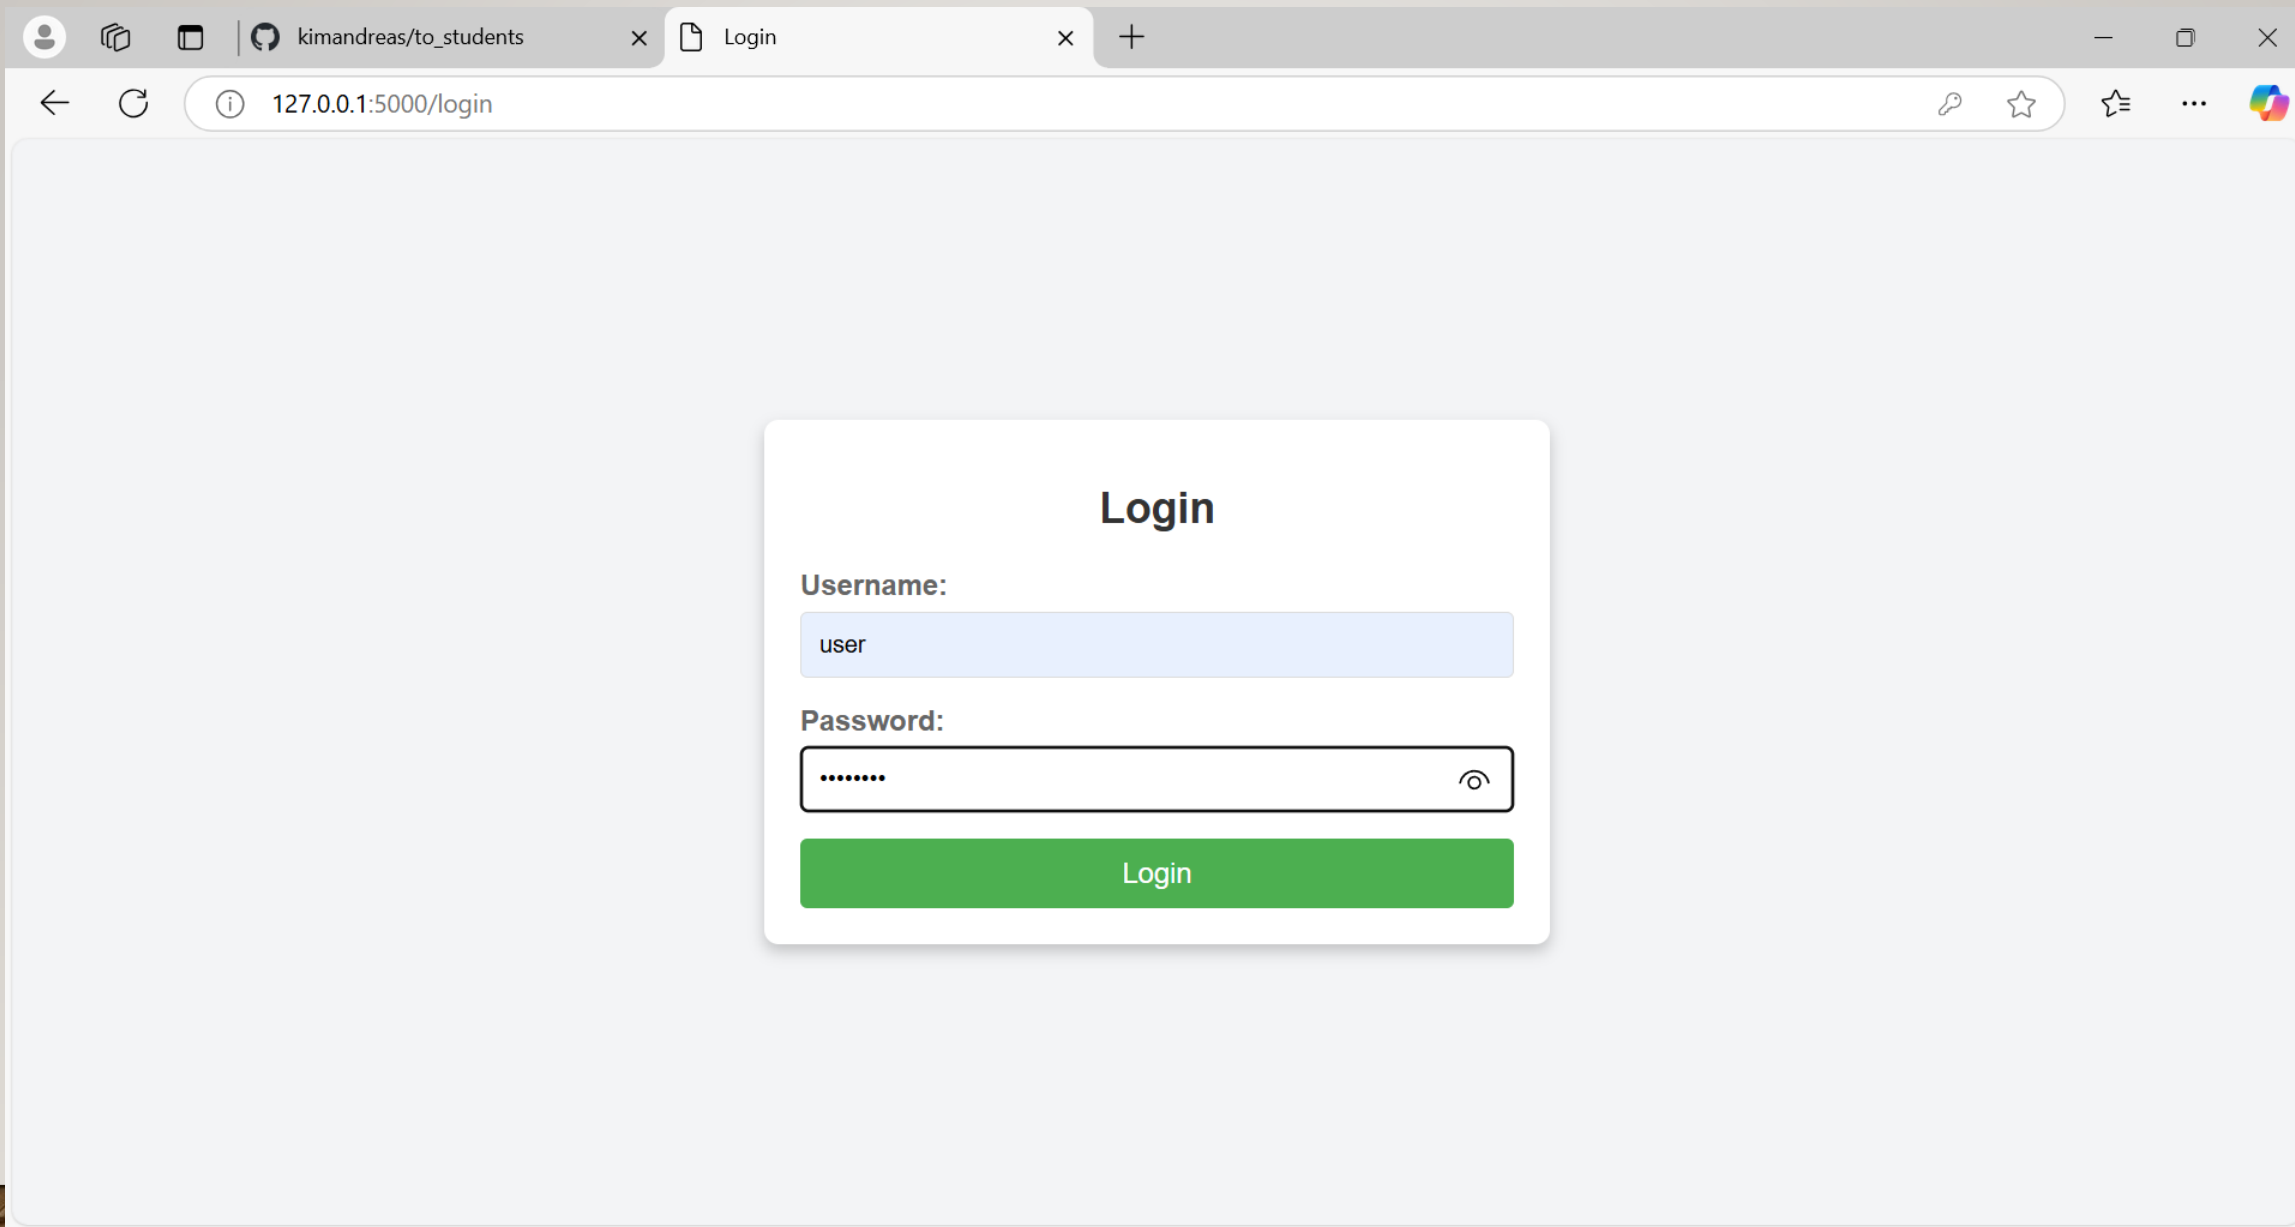 kimandreas/to_students
Login
127.0.0.1:5000/login
Login
Username:
user
Password:
••••••••
Login